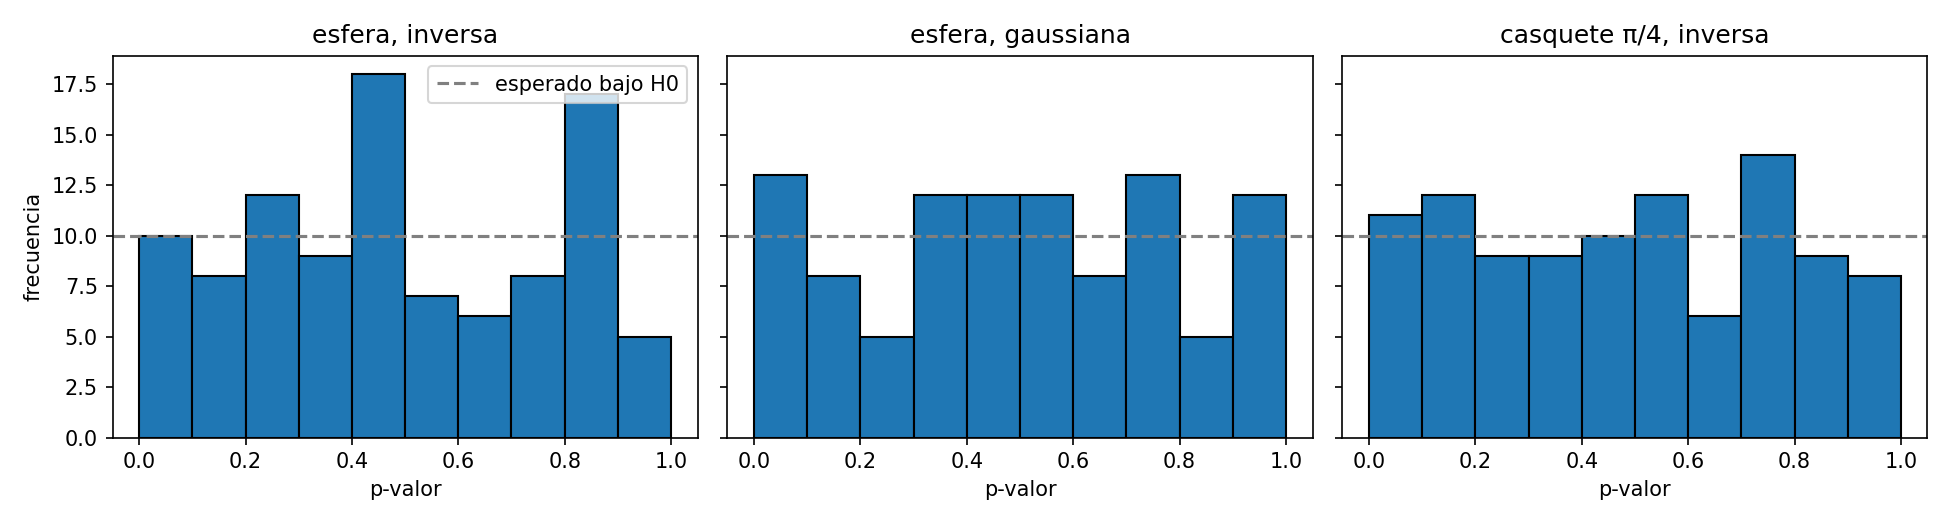 esfera, inversa
esfera, gaussiana
casquete π/4, inversa
esperado bajo H0
frecuencia
17.5
15.0
12.5
10.0
7.5
5.0
2.5
0.0
0.0 0.2 0.4 0.6 0.8 1.0
0.0 0.2 0.4 0.6 0.8 1.0
0.0 0.2 0.4 0.6 0.8 1.0
p-valor
p-valor
p-valor